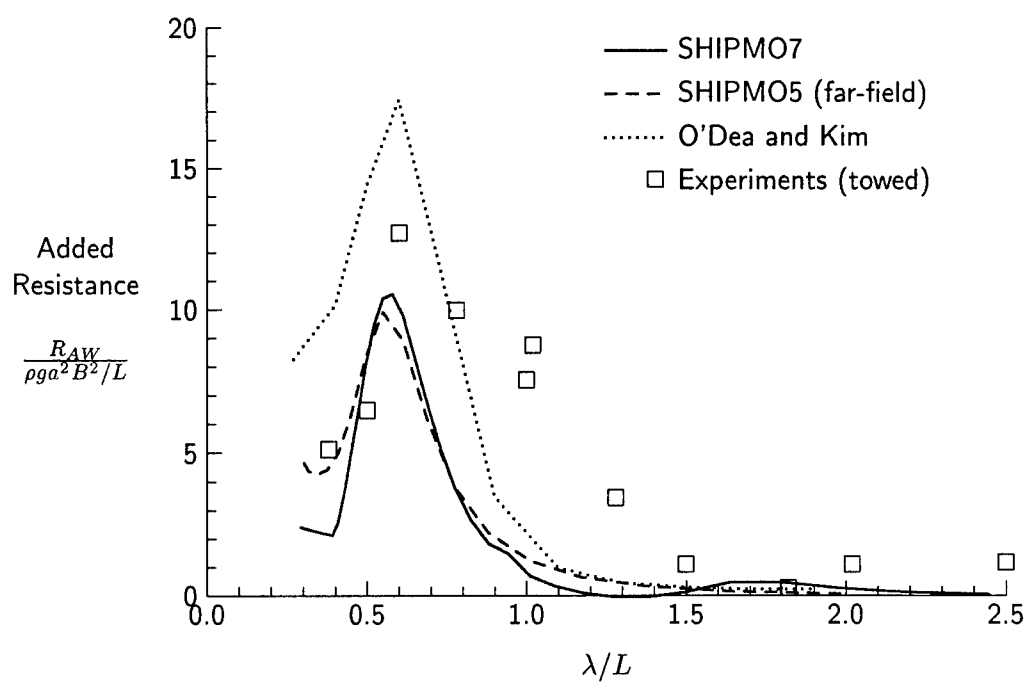 20
15
10
5
0
Added
Resistance
R_AW
ρga²B²/L
SHIPMO7
SHIPMO5 (far-field)
O'Dea and Kim
Experiments (towed)
0.0 0.5 1.0 1.5 2.0 2.5
λ/L